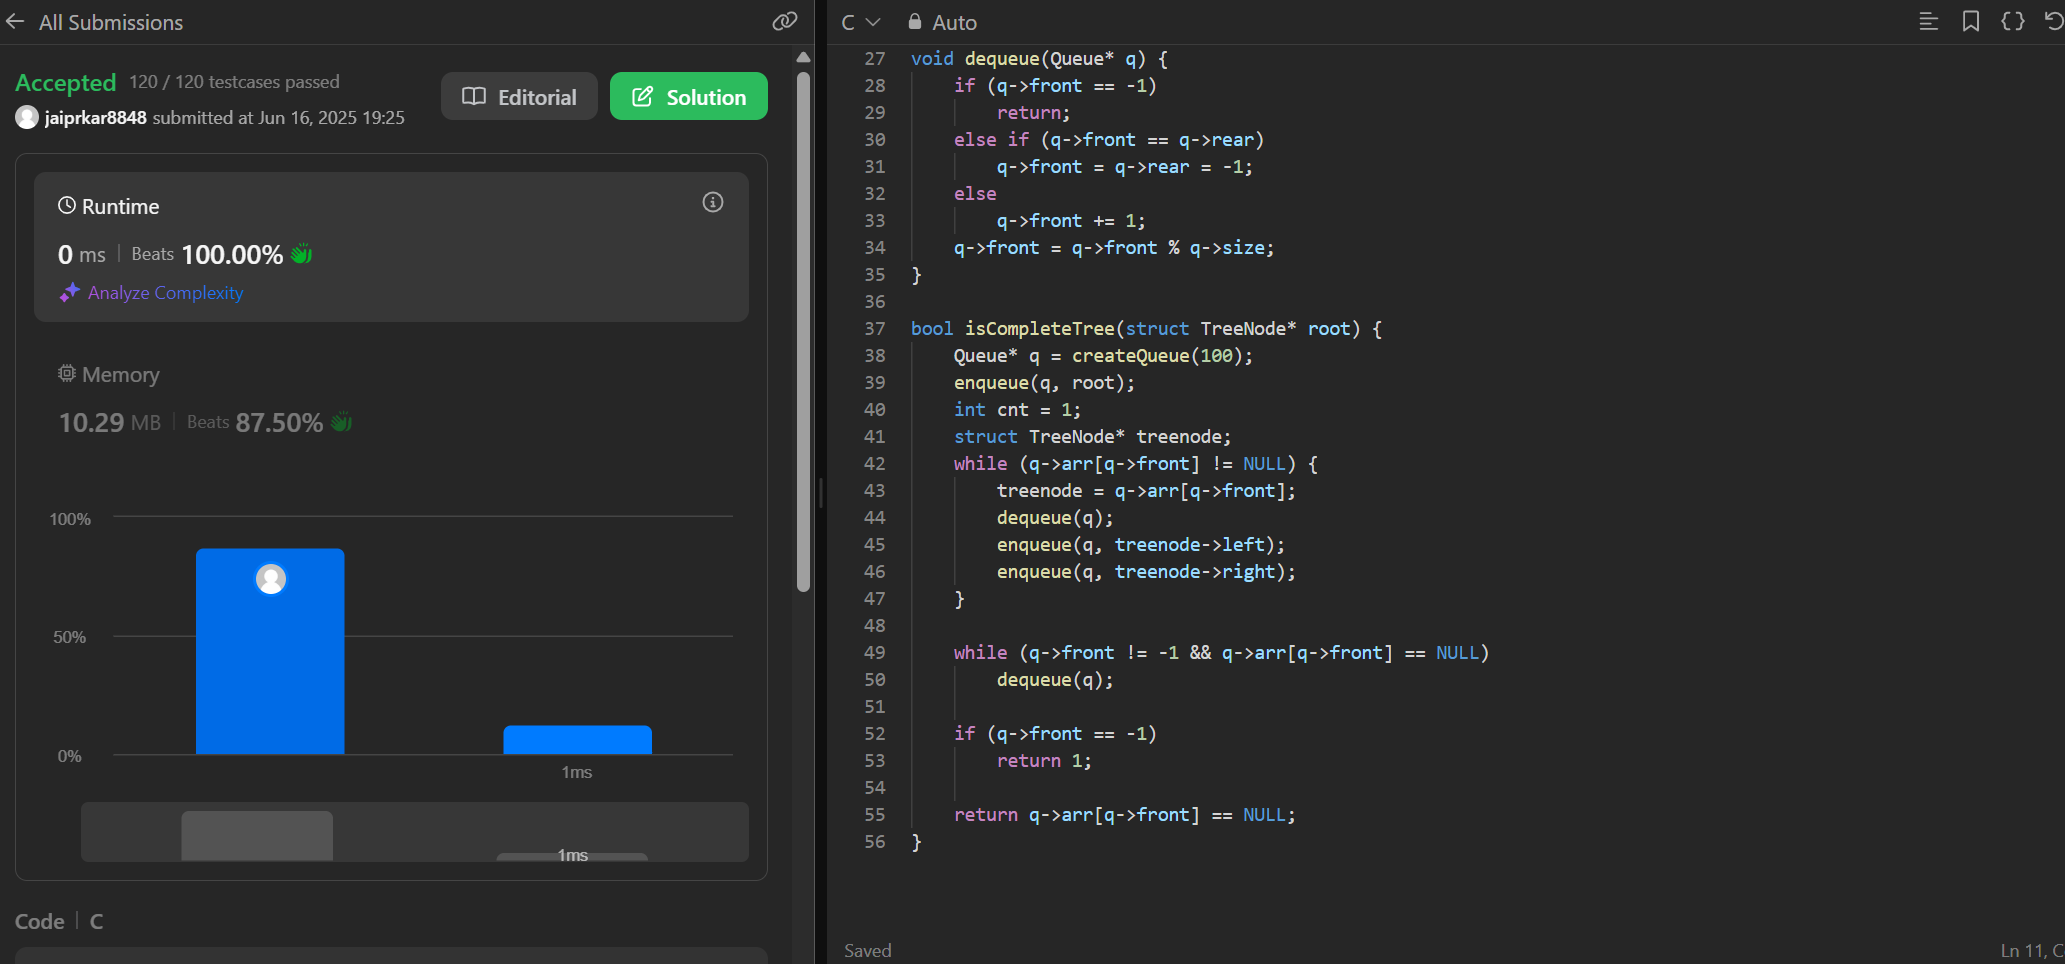 All Submissions
Accepted 120 / 120 testcases passed
jaiprkar8848 submitted at Jun 16, 2025 19:25
Editorial
Solution
Runtime
0 ms | Beats 100.00%
Analyze Complexity
Memory
10.29 MB | Beats 87.50%
100%
50%
0%
1ms
1ms
Code | C
C Auto
27 void dequeue(Queue* q) {
28     if (q->front == -1)
29         return;
30     else if (q->front == q->rear)
31         q->front = q->rear = -1;
32     else
33         q->front += 1;
34     q->front = q->front % q->size;
35 }
36
37 bool isCompleteTree(struct TreeNode* root) {
38     Queue* q = createQueue(100);
39     enqueue(q, root);
40     int cnt = 1;
41     struct TreeNode* treenode;
42     while (q->arr[q->front] != NULL) {
43         treenode = q->arr[q->front];
44         dequeue(q);
45         enqueue(q, treenode->left);
46         enqueue(q, treenode->right);
47     }
48
49     while (q->front != -1 && q->arr[q->front] == NULL)
50         dequeue(q);
51
52     if (q->front == -1)
53         return 1;
54
55     return q->arr[q->front] == NULL;
56 }
Saved
Ln 11, C